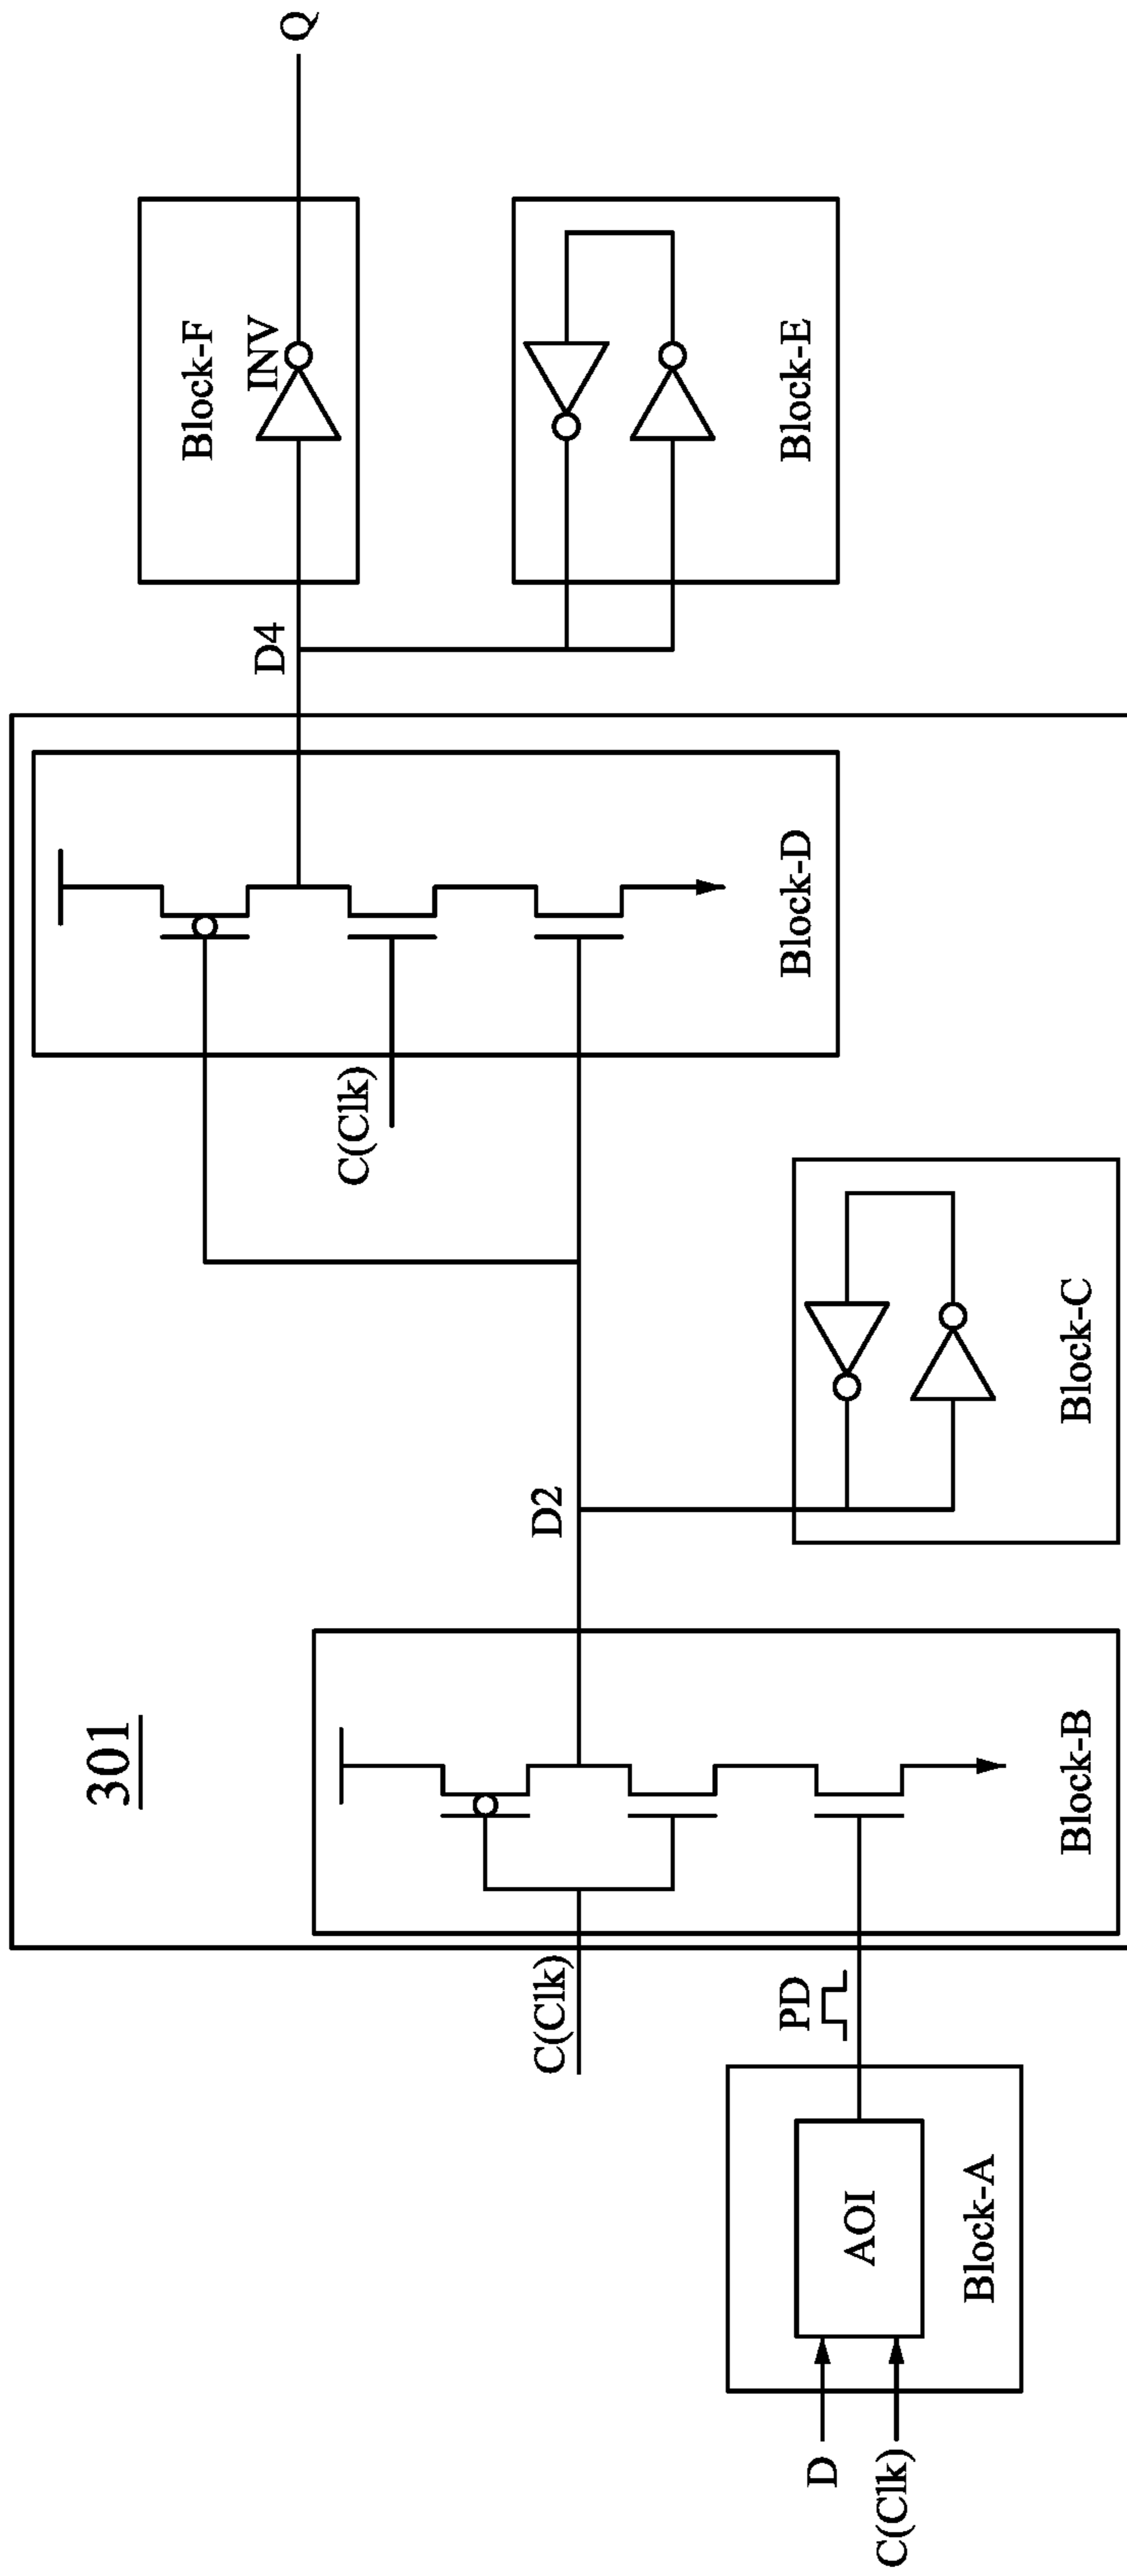 301
D
C(Clk)
AOI
Block-A
PD
C(Clk)
Block-B
D2
Block-C
C(Clk)
Block-D
D4
Block-F
INV
Block-E
Q